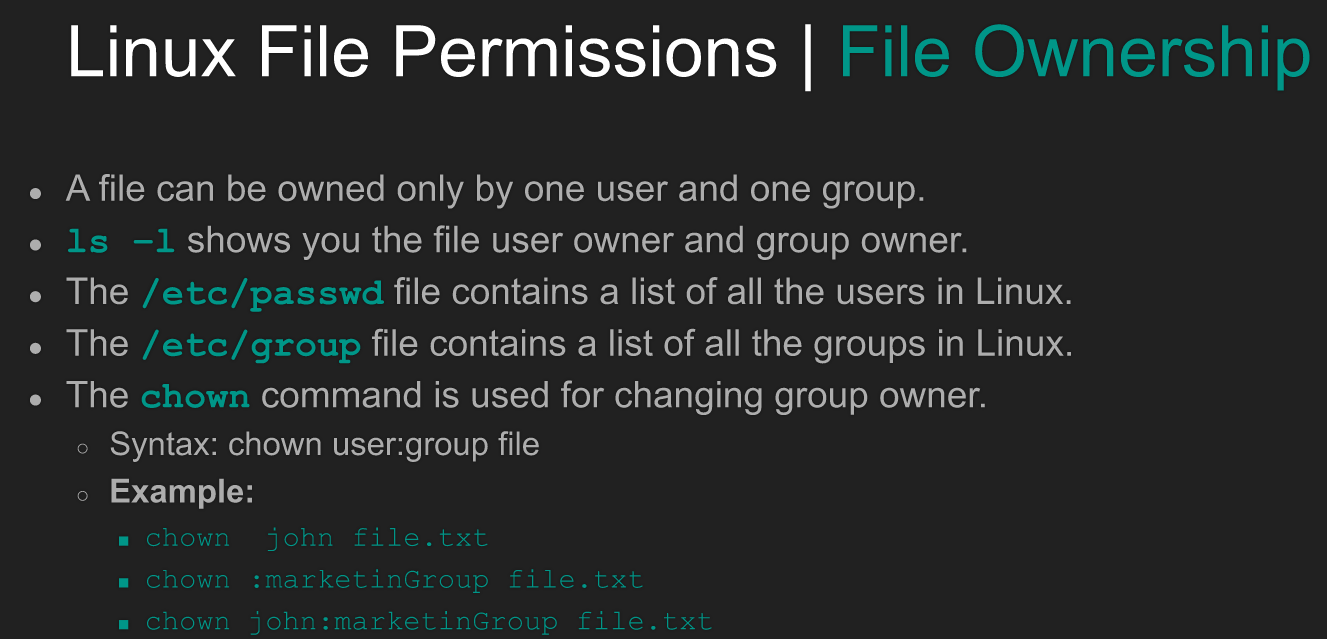 Linux File Permissions | File Ownership
● A file can be owned only by one user and one group.
● ls -l shows you the file user owner and group owner.
● The /etc/passwd file contains a list of all the users in Linux.
● The /etc/group file contains a list of all the groups in Linux.
● The chown command is used for changing group owner.
○ Syntax: chown user:group file
○ Example:
■ chown  john file.txt
■ chown :marketinGroup file.txt
■ chown john:marketinGroup file.txt